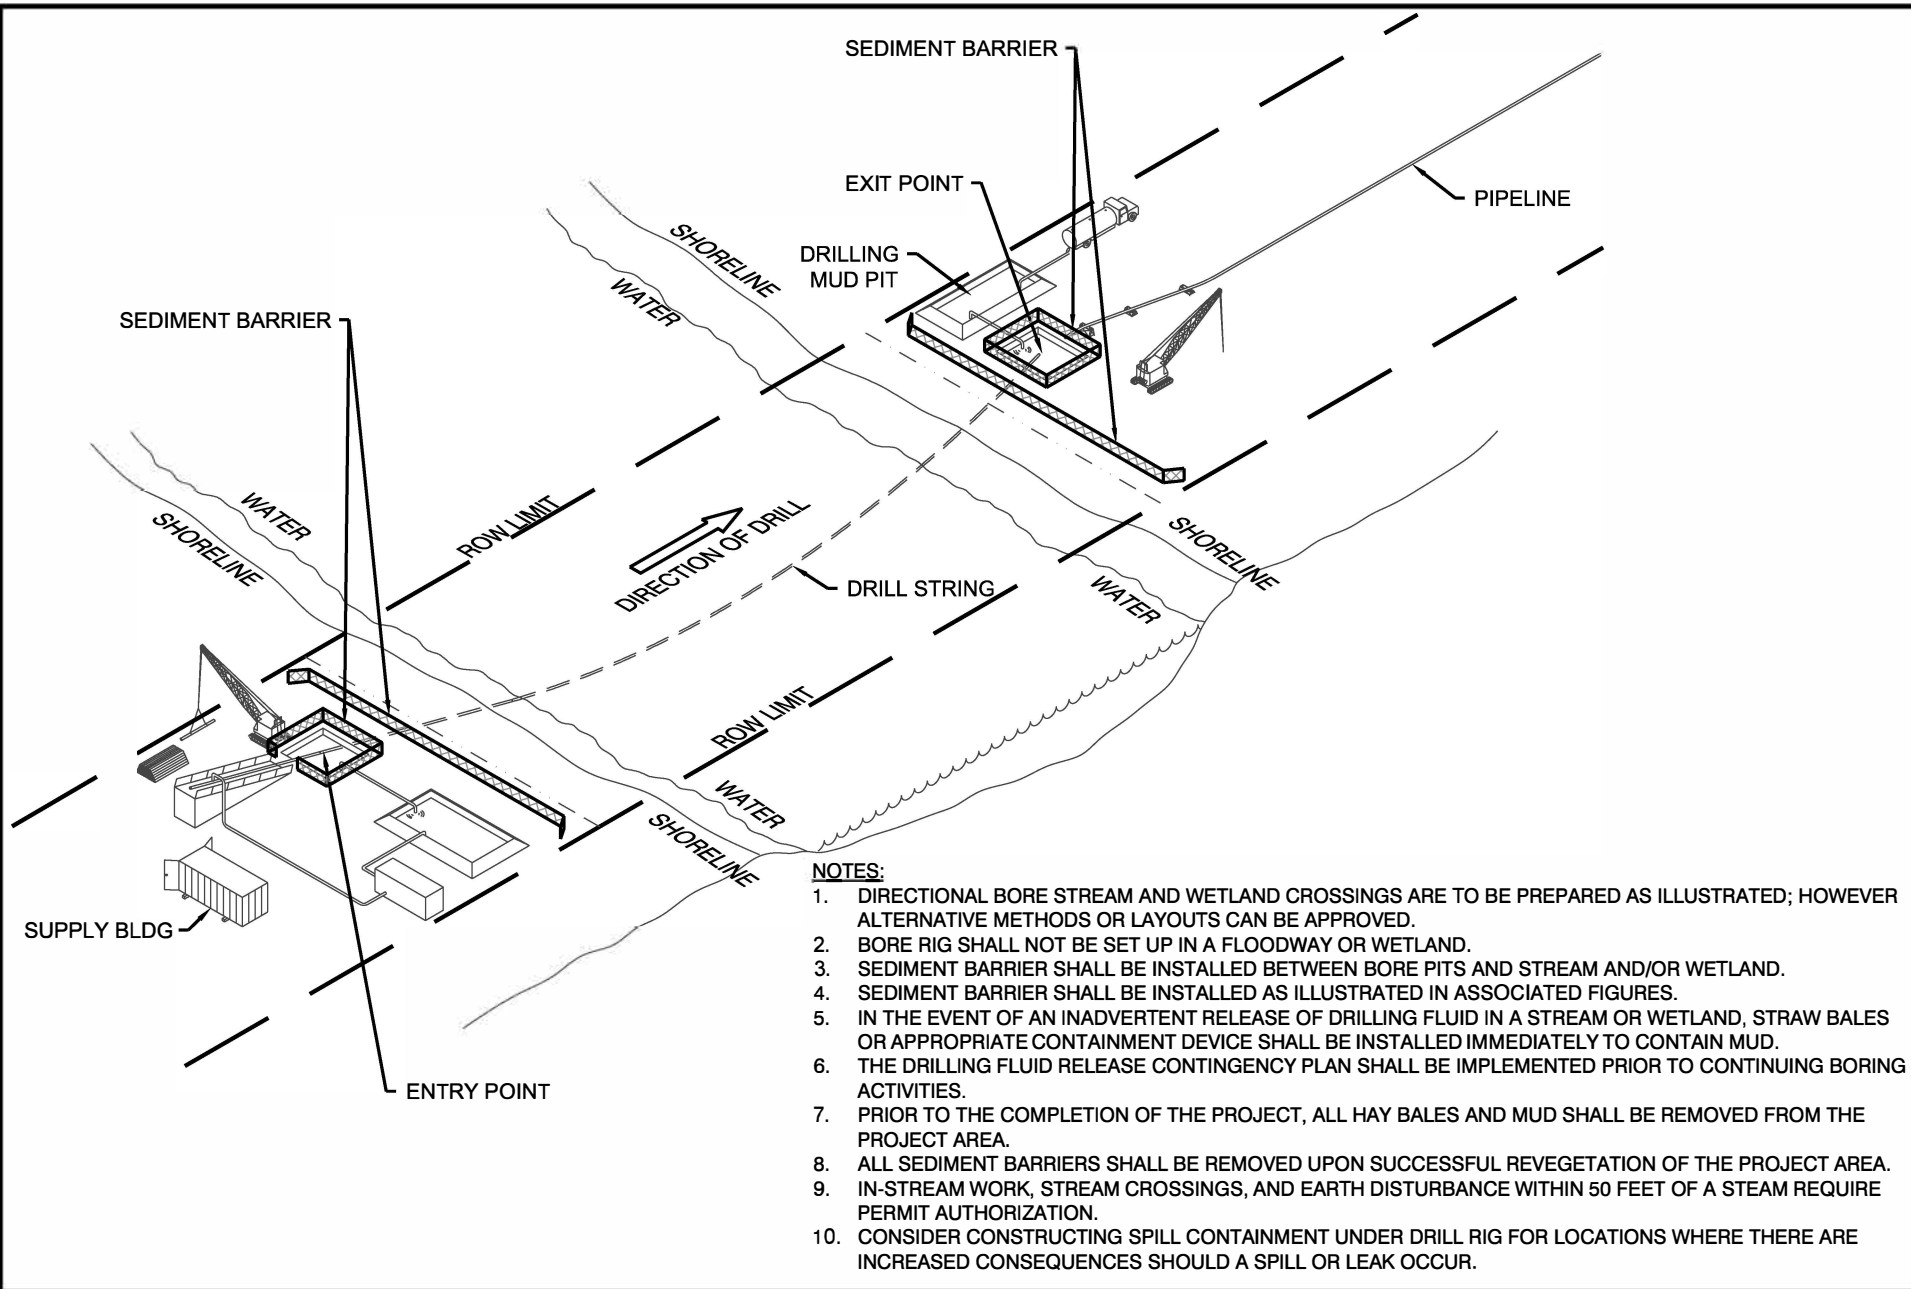 SEDIMENT BARRIER
EXIT POINT
PIPELINE
SHORELINE
DRILLING
MUD PIT
WATER
SEDIMENT BARRIER
WATER
SHORELINE
ROW LIMIT
DIRECTION OF DRILL
SHORELINE
DRILL STRING
WATER
ROW LIMIT
WATER
SHORELINE
SUPPLY BLDG
ENTRY POINT
NOTES:
1. DIRECTIONAL BORE STREAM AND WETLAND CROSSINGS ARE TO BE PREPARED AS ILLUSTRATED; HOWEVER
ALTERNATIVE METHODS OR LAYOUTS CAN BE APPROVED.
2. BORE RIG SHALL NOT BE SET UP IN A FLOODWAY OR WETLAND.
3. SEDIMENT BARRIER SHALL BE INSTALLED BETWEEN BORE PITS AND STREAM AND/OR WETLAND.
4. SEDIMENT BARRIER SHALL BE INSTALLED AS ILLUSTRATED IN ASSOCIATED FIGURES.
5. IN THE EVENT OF AN INADVERTENT RELEASE OF DRILLING FLUID IN A STREAM OR WETLAND, STRAW BALES
OR APPROPRIATE CONTAINMENT DEVICE SHALL BE INSTALLED IMMEDIATELY TO CONTAIN MUD.
6. THE DRILLING FLUID RELEASE CONTINGENCY PLAN SHALL BE IMPLEMENTED PRIOR TO CONTINUING BORING
ACTIVITIES.
7. PRIOR TO THE COMPLETION OF THE PROJECT, ALL HAY BALES AND MUD SHALL BE REMOVED FROM THE
PROJECT AREA.
8. ALL SEDIMENT BARRIERS SHALL BE REMOVED UPON SUCCESSFUL REVEGETATION OF THE PROJECT AREA.
9. IN-STREAM WORK, STREAM CROSSINGS, AND EARTH DISTURBANCE WITHIN 50 FEET OF A STEAM REQUIRE
PERMIT AUTHORIZATION.
10. CONSIDER CONSTRUCTING SPILL CONTAINMENT UNDER DRILL RIG FOR LOCATIONS WHERE THERE ARE
INCREASED CONSEQUENCES SHOULD A SPILL OR LEAK OCCUR.